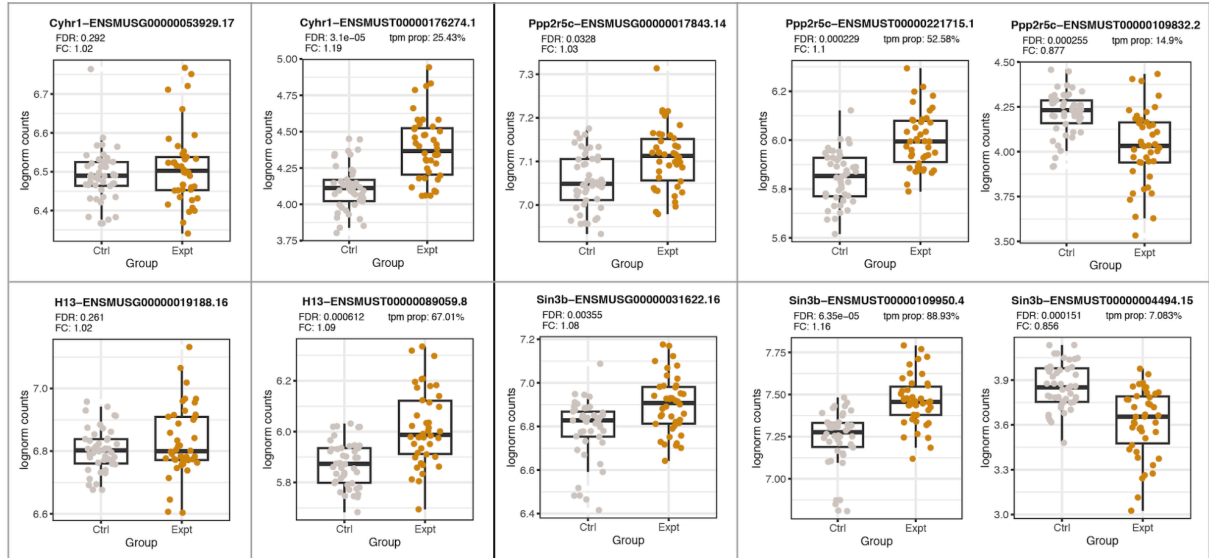 Cyhr1−ENSMUSG00000053929.17
FDR: 0.292
FC: 1.02
lognorm counts
6.7
6.6
6.5
6.4
Ctrl Expt
Group
Cyhr1−ENSMUST00000176274.1
FDR: 3.1e−05 tpm prop: 25.43%
FC: 1.19
lognorm counts
5.00
4.75
4.50
4.25
4.00
3.75
Ctrl Expt
Group
Ppp2r5c−ENSMUSG00000017843.14
FDR: 0.0328
FC: 1.03
lognorm counts
7.3
7.2
7.1
7.0
Ctrl Expt
Group
Ppp2r5c−ENSMUST00000221715.1
FDR: 0.000229 tpm prop: 52.58%
FC: 1.1
lognorm counts
6.2
6.0
5.8
5.6
Ctrl Expt
Group
Ppp2r5c−ENSMUST00000109832.2
FDR: 0.000255 tpm prop: 14.9%
FC: 0.877
lognorm counts
4.50
4.25
4.00
3.75
3.50
Ctrl Expt
Group
H13−ENSMUSG00000019188.16
FDR: 0.261
FC: 1.02
lognorm counts
7.0
6.8
6.6
Ctrl Expt
Group
H13−ENSMUST00000089059.8
FDR: 0.000612 tpm prop: 67.01%
FC: 1.09
lognorm counts
6.2
6.0
5.8
Ctrl Expt
Group
Sin3b−ENSMUSG00000031622.16
FDR: 0.00355
FC: 1.08
lognorm counts
7.2
7.0
6.8
6.6
6.4
Ctrl Expt
Group
Sin3b−ENSMUST00000109950.4
FDR: 6.35e−05 tpm prop: 88.93%
FC: 1.16
lognorm counts
7.75
7.50
7.25
7.00
Ctrl Expt
Group
Sin3b−ENSMUST00000004494.15
FDR: 0.000151 tpm prop: 7.083%
FC: 0.856
lognorm counts
3.9
3.6
3.3
3.0
Ctrl Expt
Group